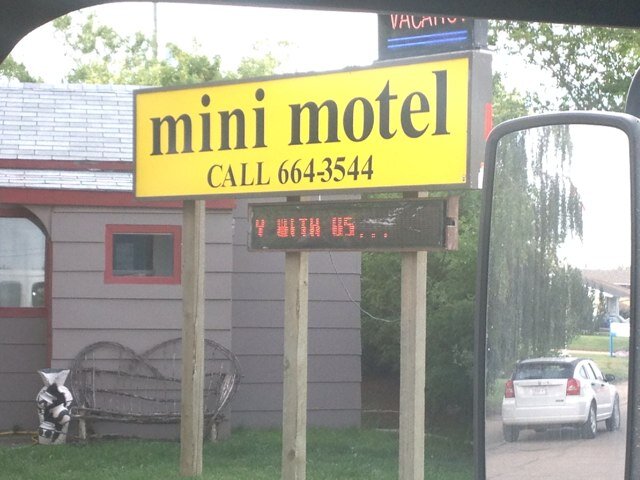 VACANCY
mini motel
CALL 664-3544
Y WITH US...